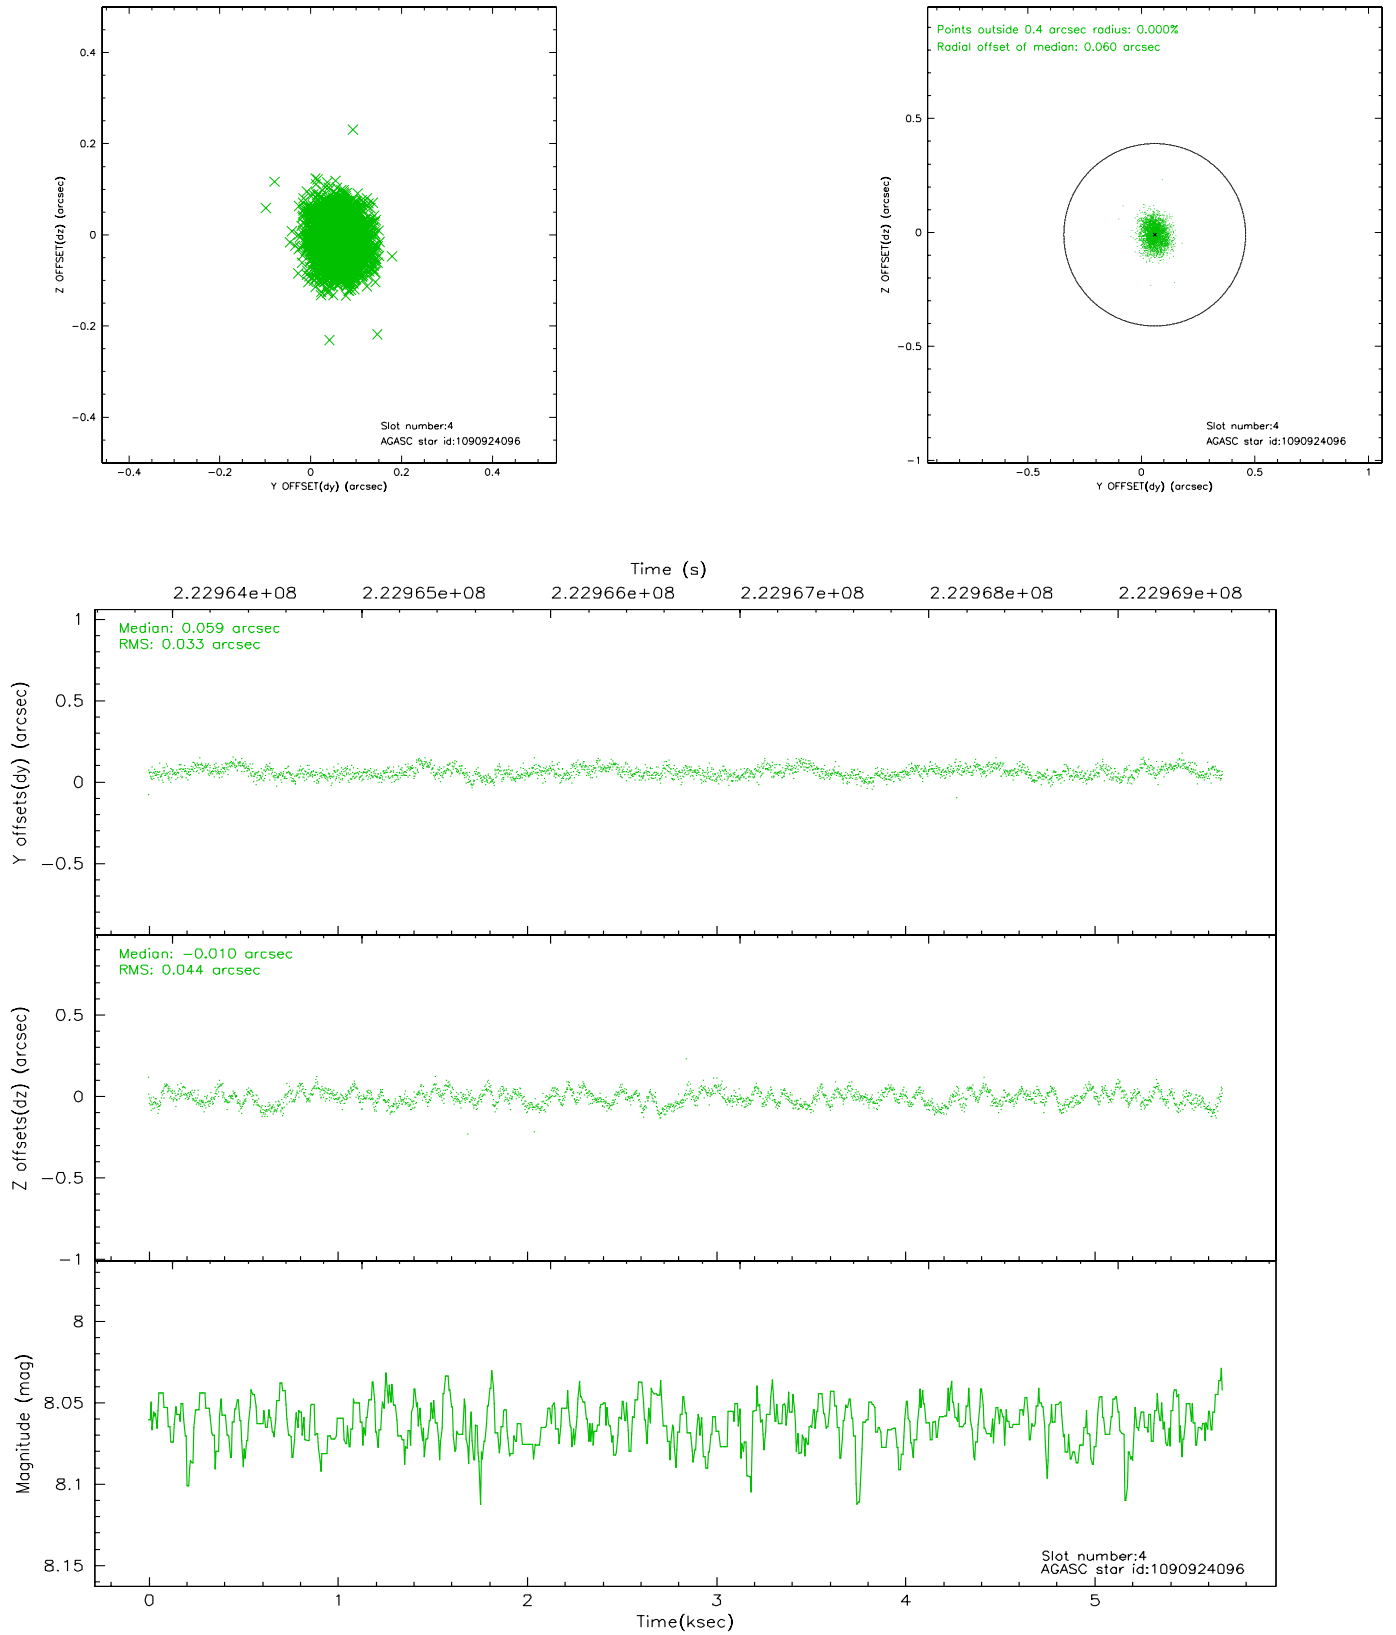 0.4
0.2
0
−0.2
−0.4
Z OFFSET(dz) (arcsec)
Slot number:4
AGASC star id:1090924096
−0.4 −0.2 0 0.2 0.4
Y OFFSET(dy) (arcsec)
Points outside 0.4 arcsec radius: 0.000%
Radial offset of median: 0.060 arcsec
0.5
0
−0.5
−1
Z OFFSET(dz) (arcsec)
Slot number:4
AGASC star id:1090924096
−0.5 0 0.5 1
Y OFFSET(dy) (arcsec)
Time (s)
2.22964e+08 2.22965e+08 2.22966e+08 2.22967e+08 2.22968e+08 2.22969e+08
Median: 0.059 arcsec
RMS: 0.033 arcsec
1
0.5
0
−0.5
Y offsets(dy) (arcsec)
Median: −0.010 arcsec
RMS: 0.044 arcsec
0.5
0
−0.5
−1
Z offsets(dz) (arcsec)
8
8.05
8.1
8.15
Magnitude (mag)
Slot number:4
AGASC star id:1090924096
0 1 2 3 4 5
Time(ksec)